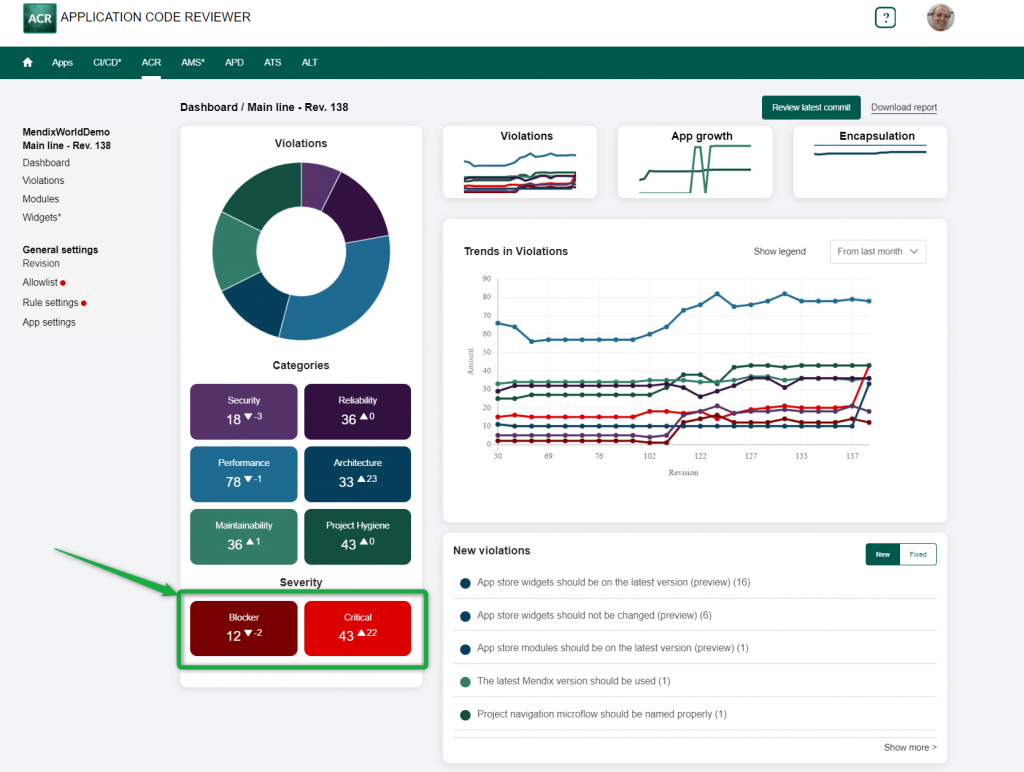 ACR APPLICATION CODE REVIEWER
?
Apps CI/CD* ACR AMS* APD ATS ALT
Dashboard / Main line - Rev. 138
Review latest commit Download report
MendixWorldDemo
Main line - Rev. 138
Dashboard
Violations
Modules
Widgets*
General settings
Revision
Allowlist
Rule settings
App settings
Violations
Categories
Security
18 ▼-3
Reliability
36 ▲0
Performance
78 ▼-1
Architecture
33 ▲23
Maintainability
36 ▲1
Project Hygiene
43 ▲0
Severity
Blocker
12 ▼-2
Critical
43 ▲22
Violations
App growth
Encapsulation
Trends in Violations
Show legend
From last month
90
80
70
60
50
40
30
20
10
0
Amount
30 69 76 102 122 127 133 137
Revision
New violations
New Fixed
App store widgets should be on the latest version (preview) (16)
App store widgets should not be changed (preview) (6)
App store modules should be on the latest version (preview) (1)
The latest Mendix version should be used (1)
Project navigation microflow should be named properly (1)
Show more >